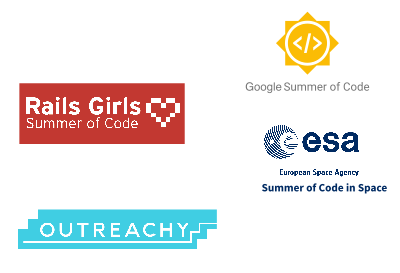 </>
Google Summer of Code
Rails Girls
Summer of Code
esa
European Space Agency
Summer of Code in Space
OUTREACHY